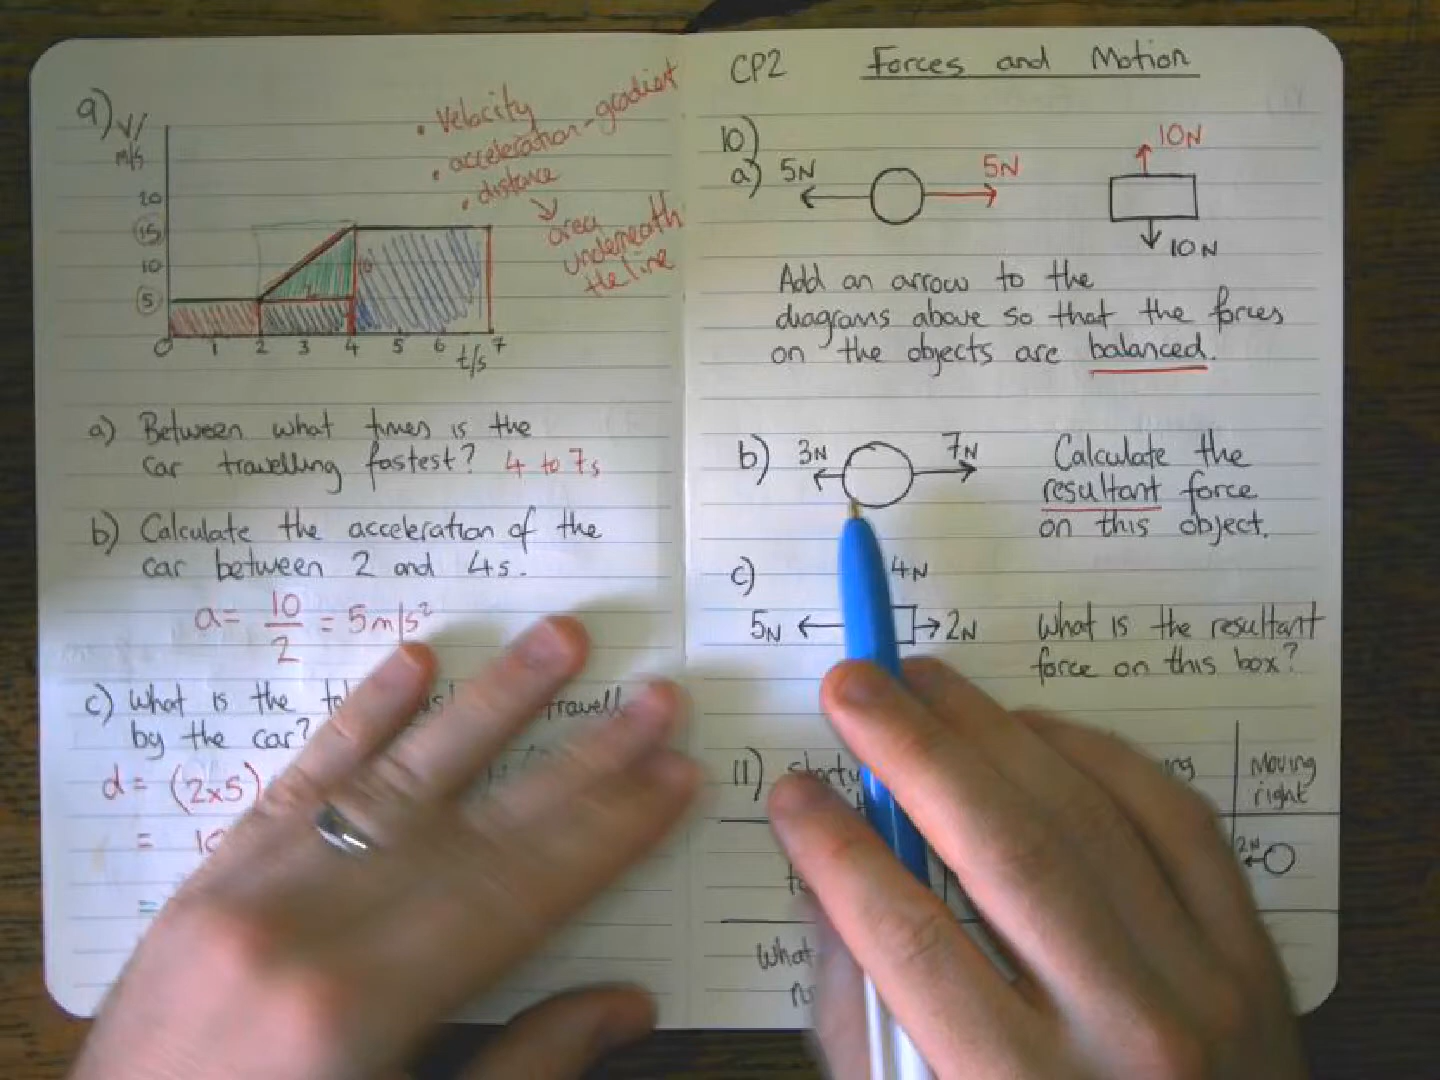 9) V/
m/s
20
15
10
5
0 1 2 3 4 5 6 7
t/s
• Velocity
• acceleration - gradient
• distance
area
underneath
the line
a) Between what times is the
car travelling fastest? 4 to 7s
b) Calculate the acceleration of the
car between 2 and 4s.
a = 10/2 = 5m/s²
c) What is the
by the car?
d = (2x5)
=
=
CP2 Forces and Motion
10)
a) 5N 5N 10N
10N
Add an arrow to the
diagrams above so that the forces
on the objects are balanced.
b) 3N 7N
Calculate the
resultant force
on this object.
c) 4N
5N 2N
What is the resultant
force on this box?
11) Moving
right
2N
What